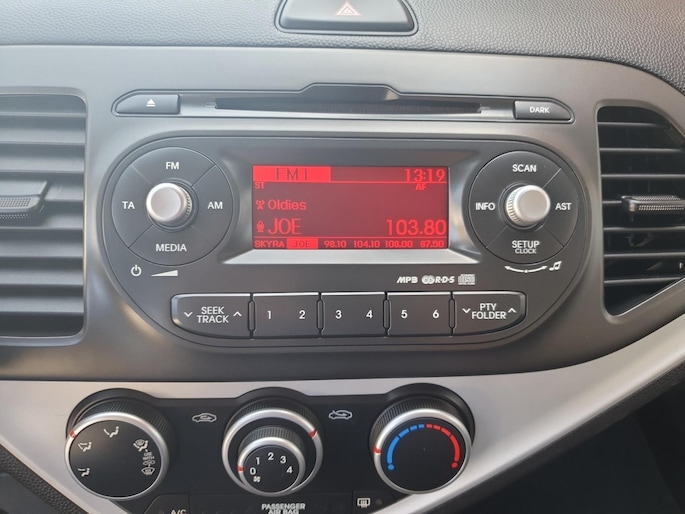 DARK
FM
TA
AM
MEDIA
FM1 13:19
ST AF
Oldies
JOE 103.80
SKYRA JOE 98.10 104.10 108.00 87.50
SCAN
INFO
AST
SETUP
CLOCK
MP3 R·D·S
SEEK
TRACK
1 2 3 4 5 6
PTY
FOLDER
0 1 2 3 4
A/C
PASSENGER
AIR BAG